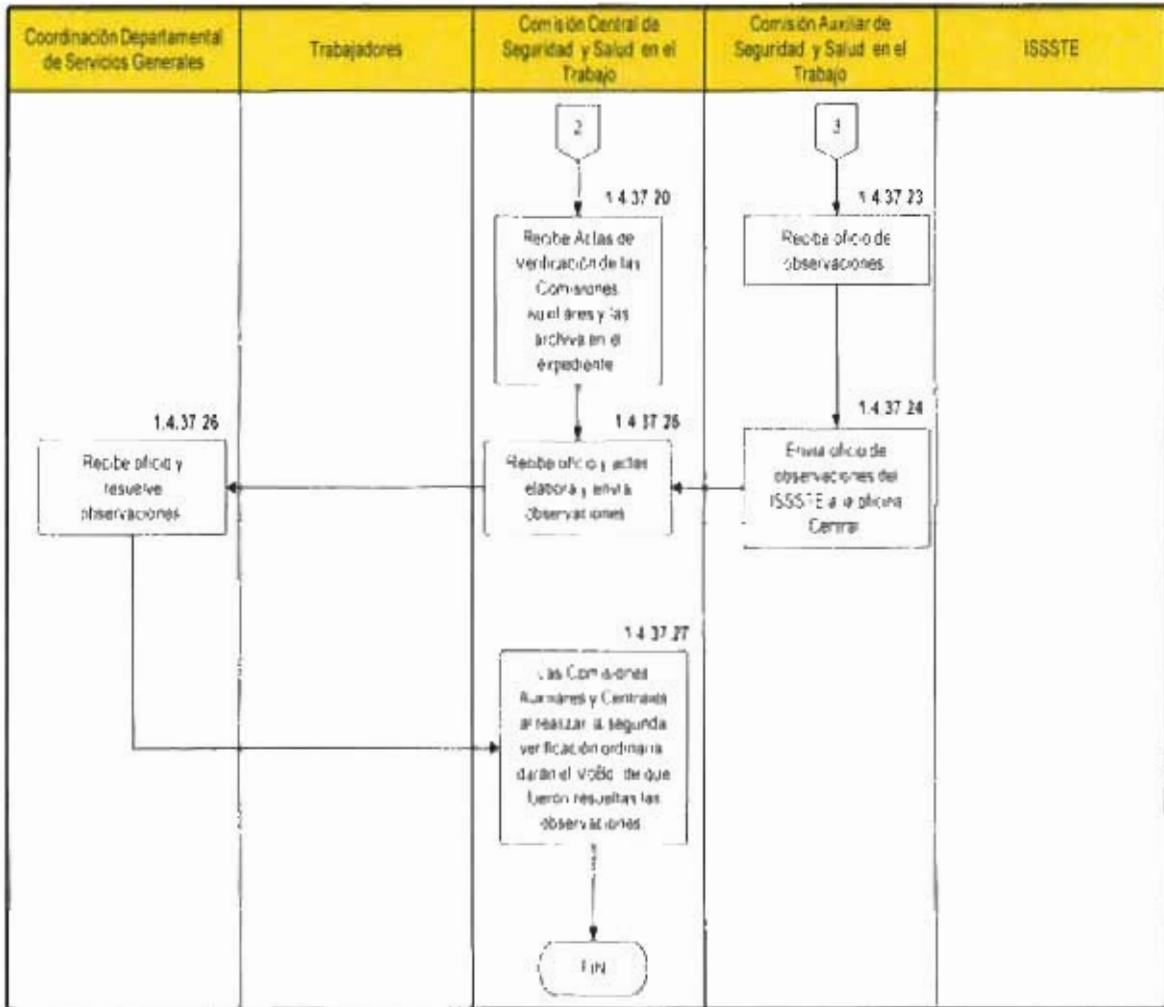 Coordinación Departamental
de Servicios Generales
Trabajadores
Comisión Central de
Seguridad y Salud en el
Trabajo
Comisión Auxiliar de
Seguridad y Salud en el
Trabajo
ISSSTE
2
3
1.4.37.20
Recibe Actas de
verificación de las
Comisiones
Auxiliares y las
archiva en el
expediente
1.4.37.23
Recibe oficio de
observaciones
1.4.37.24
Envia oficio de
observaciones del
ISSSTE a la oficina
Central
1.4.37.25
Recibe oficio y actas
elabora y envia
observaciones
1.4.37.26
Recibe oficio y
resuelve
observaciones
1.4.37.27
Las Comisiones
Auxiliares y Centrales
al realizar la segunda
verificación ordinaria
darán el VoBo. de que
fueron resueltas las
observaciones
FIN